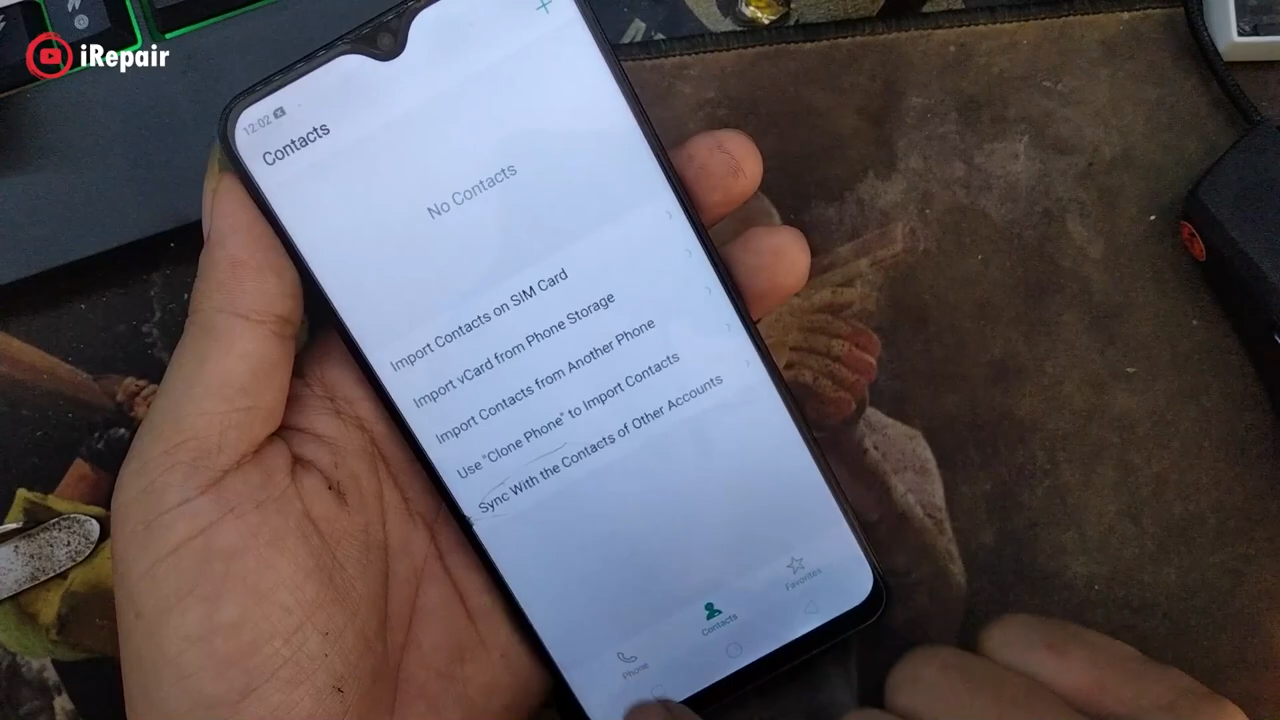 iRepair
12:02
Contacts
No Contacts
Import Contacts on SIM Card
Import vCard from Phone Storage
Import Contacts from Another Phone
Use "Clone Phone" to Import Contacts
Sync With the Contacts of Other Accounts
Phone
Contacts
Favorites